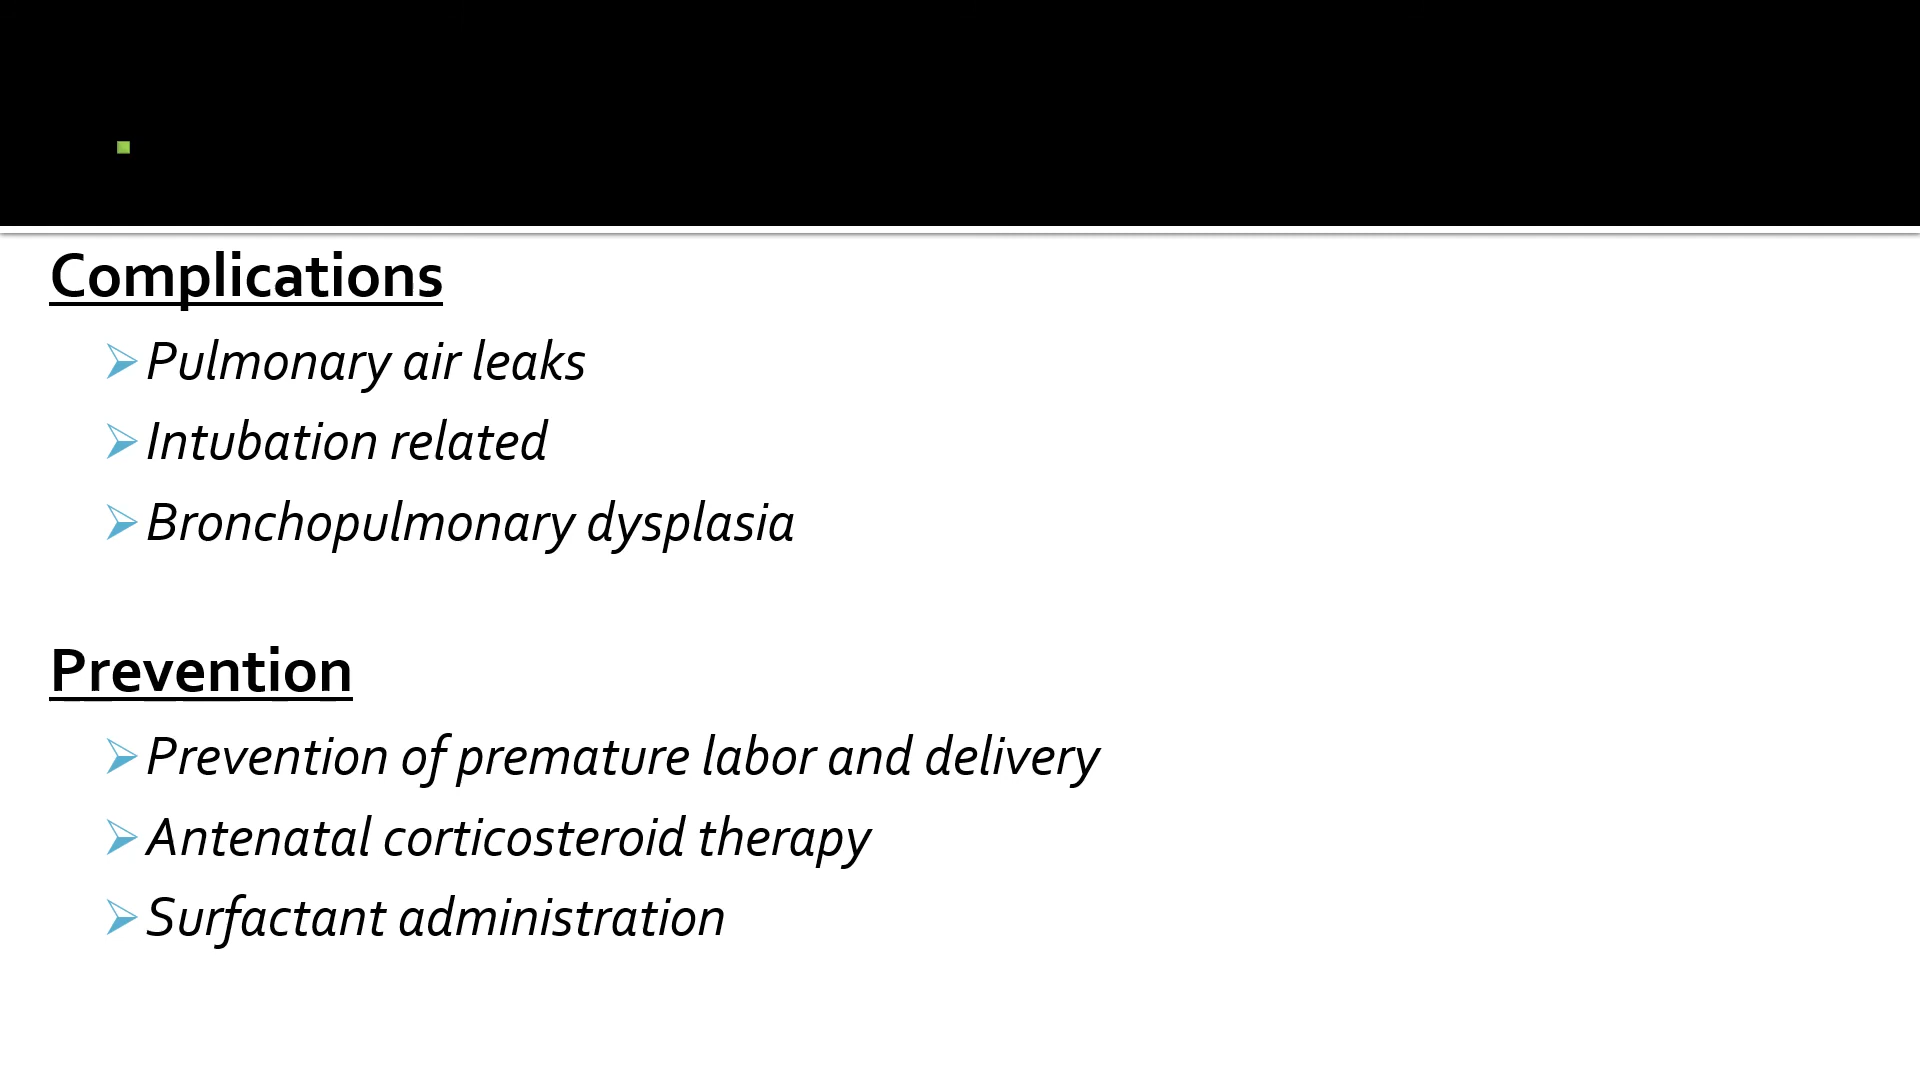 Complications
Pulmonary air leaks
Intubation related
Bronchopulmonary dysplasia
Prevention
Prevention of premature labor and delivery
Antenatal corticosteroid therapy
Surfactant administration